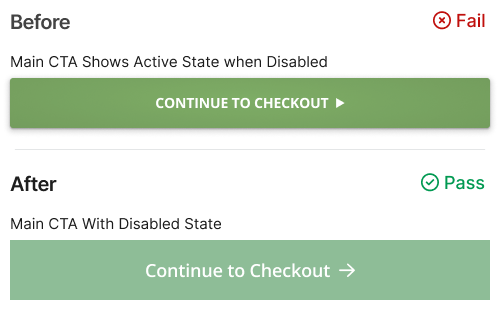 Before
Fail
Main CTA Shows Active State when Disabled
CONTINUE TO CHECKOUT
After
Pass
Main CTA With Disabled State
Continue to Checkout